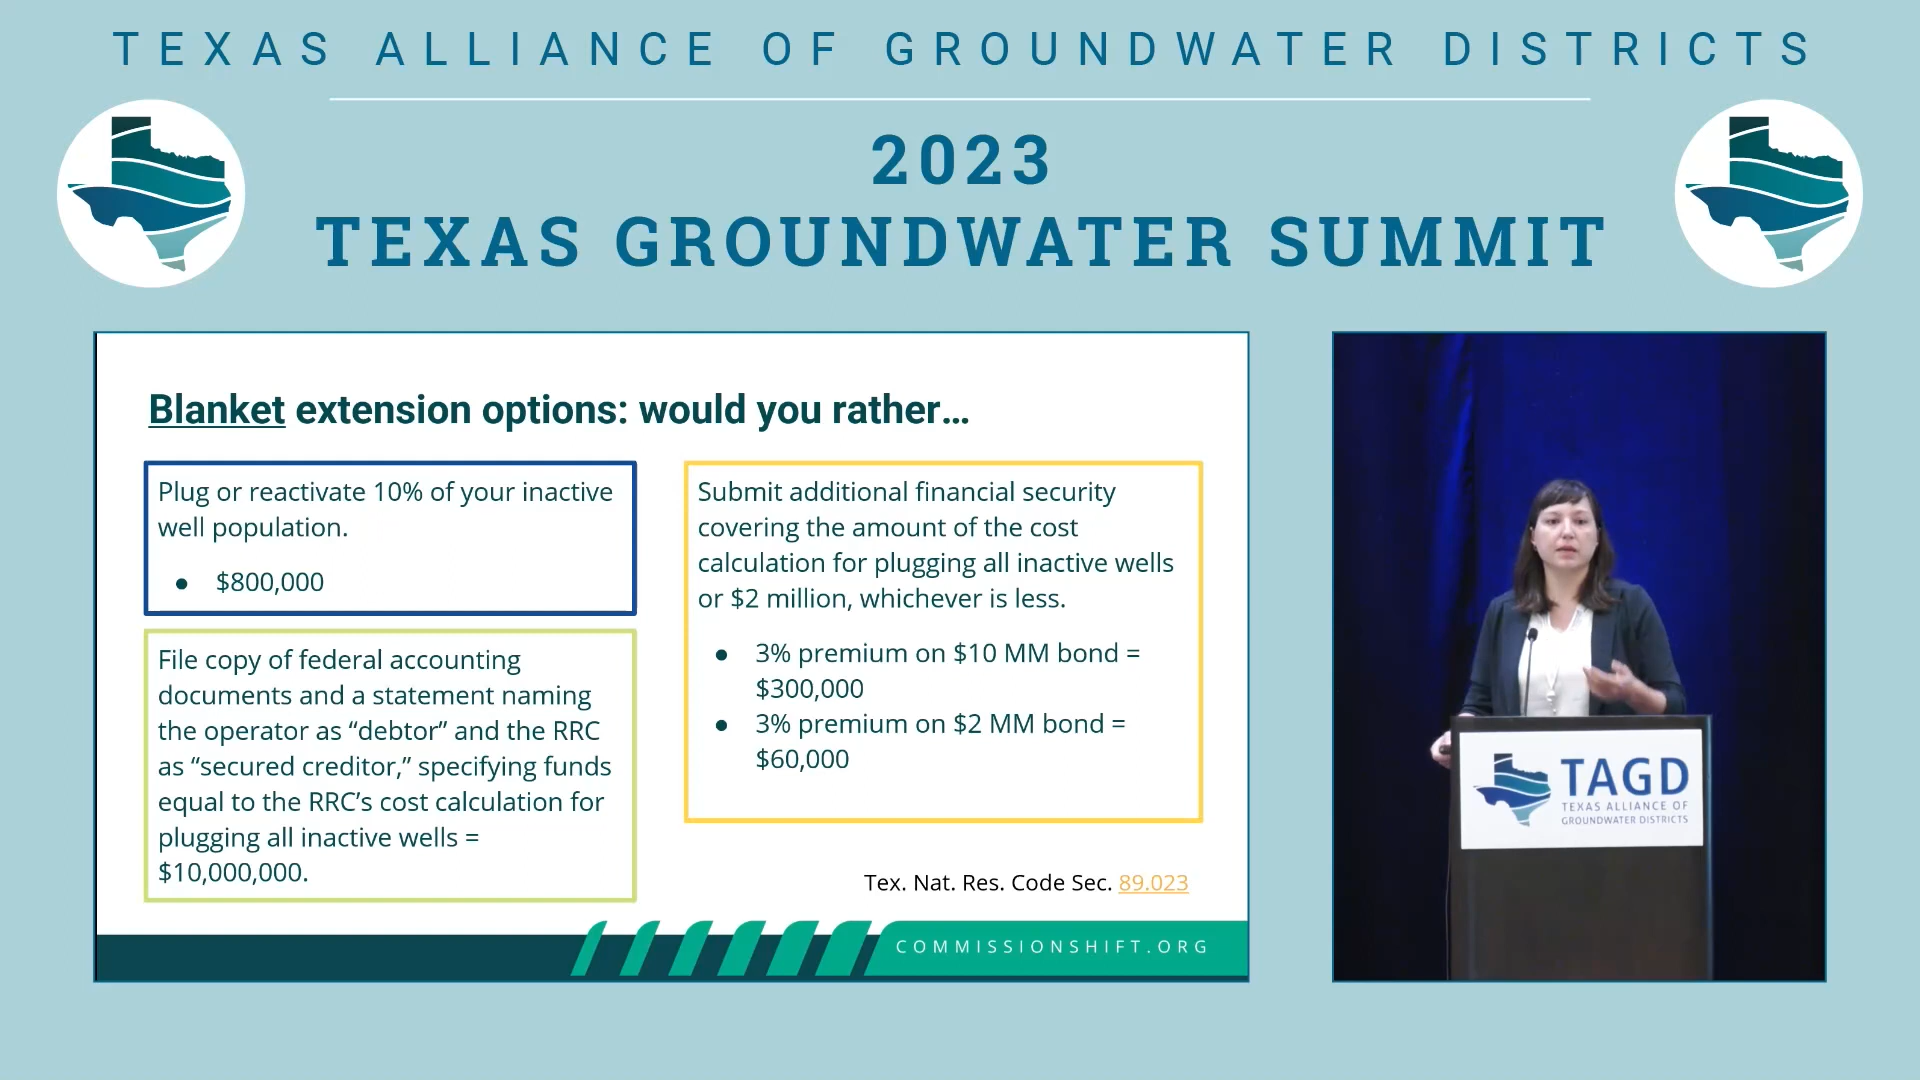 TEXAS ALLIANCE OF GROUNDWATER DISTRICTS
2023
TEXAS GROUNDWATER SUMMIT
Blanket extension options: would you rather…
Plug or reactivate 10% of your inactive
well population.
● $800,000
File copy of federal accounting
documents and a statement naming
the operator as “debtor” and the RRC
as “secured creditor,” specifying funds
equal to the RRC’s cost calculation for
plugging all inactive wells =
$10,000,000.
Submit additional financial security
covering the amount of the cost
calculation for plugging all inactive wells
or $2 million, whichever is less.
● 3% premium on $10 MM bond =
$300,000
● 3% premium on $2 MM bond =
$60,000
Tex. Nat. Res. Code Sec. 89.023
COMMISSIONSHIFT.ORG
TAGD
TEXAS ALLIANCE OF
GROUNDWATER DISTRICTS